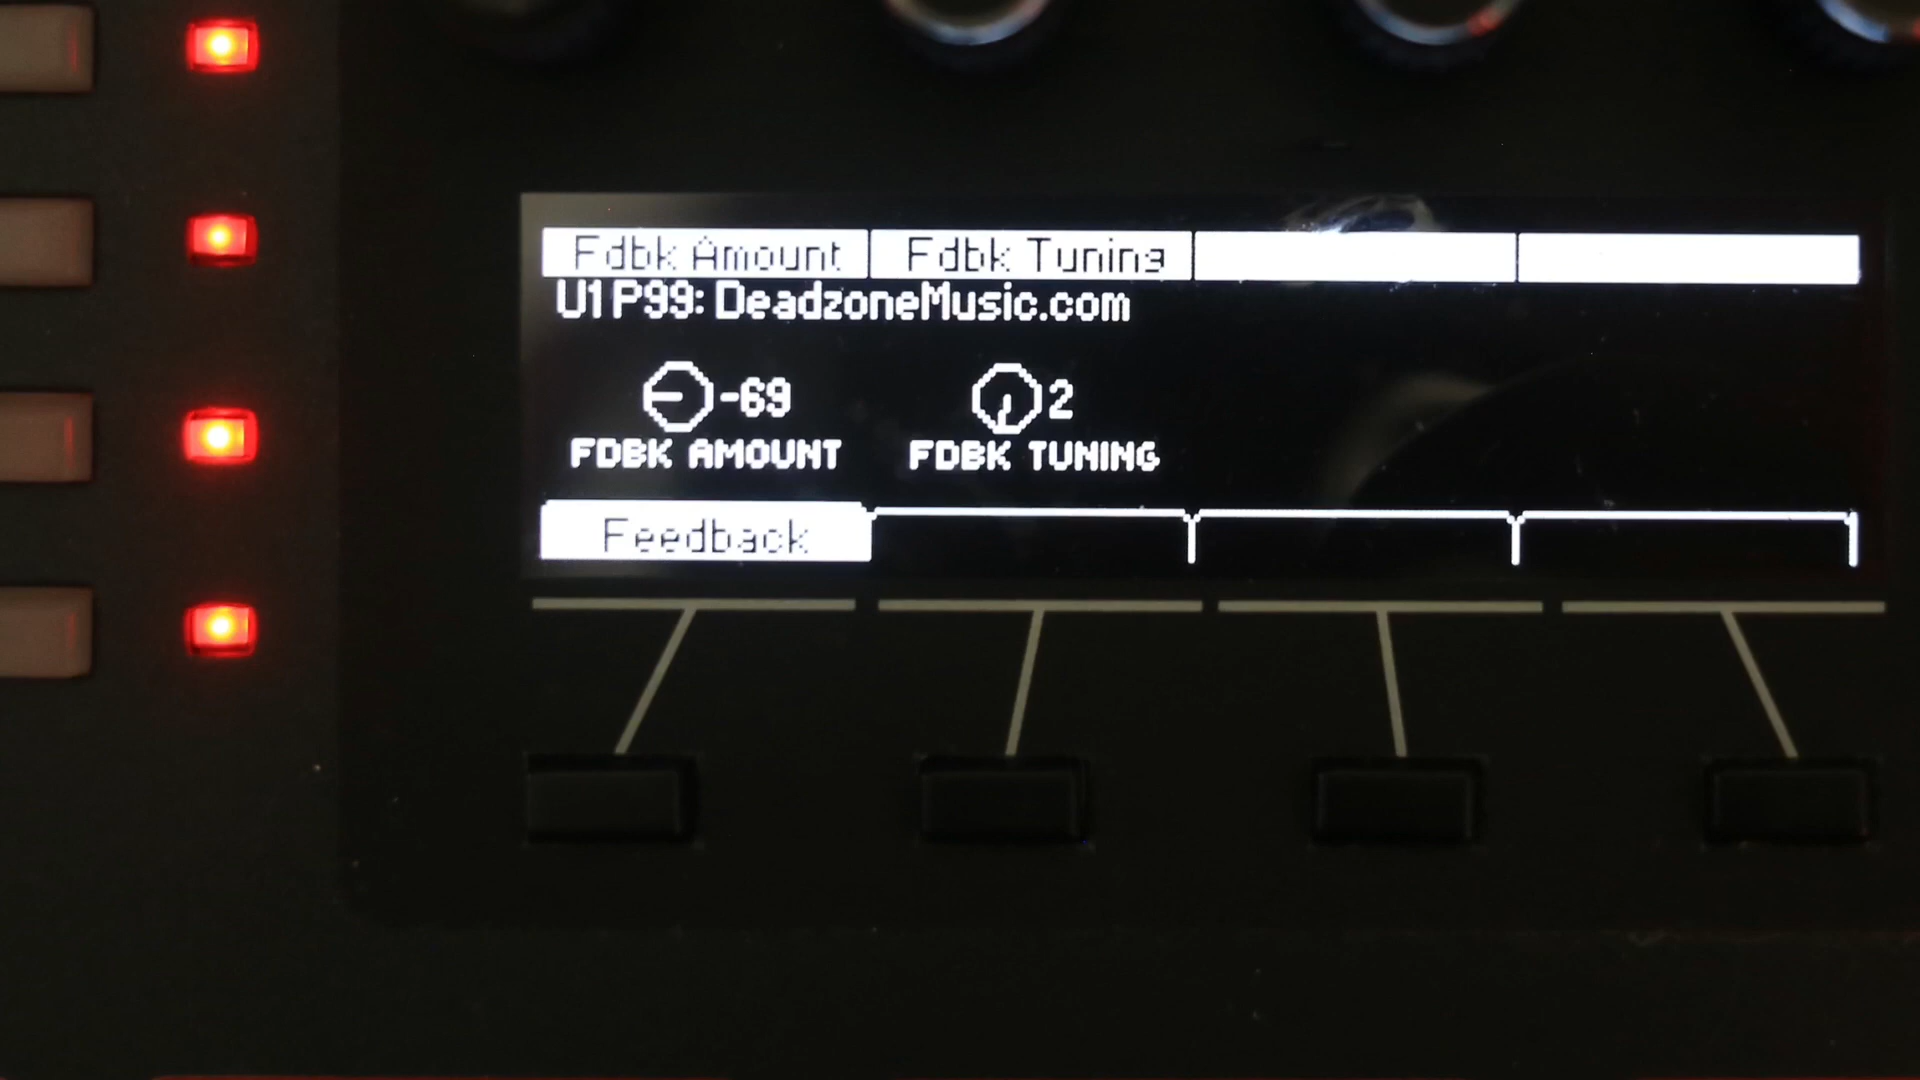 Fdbk Amount Fdbk Tuning
U1 P99: DeadzoneMusic.com
-69 2
FDBK AMOUNT FDBK TUNING
Feedback